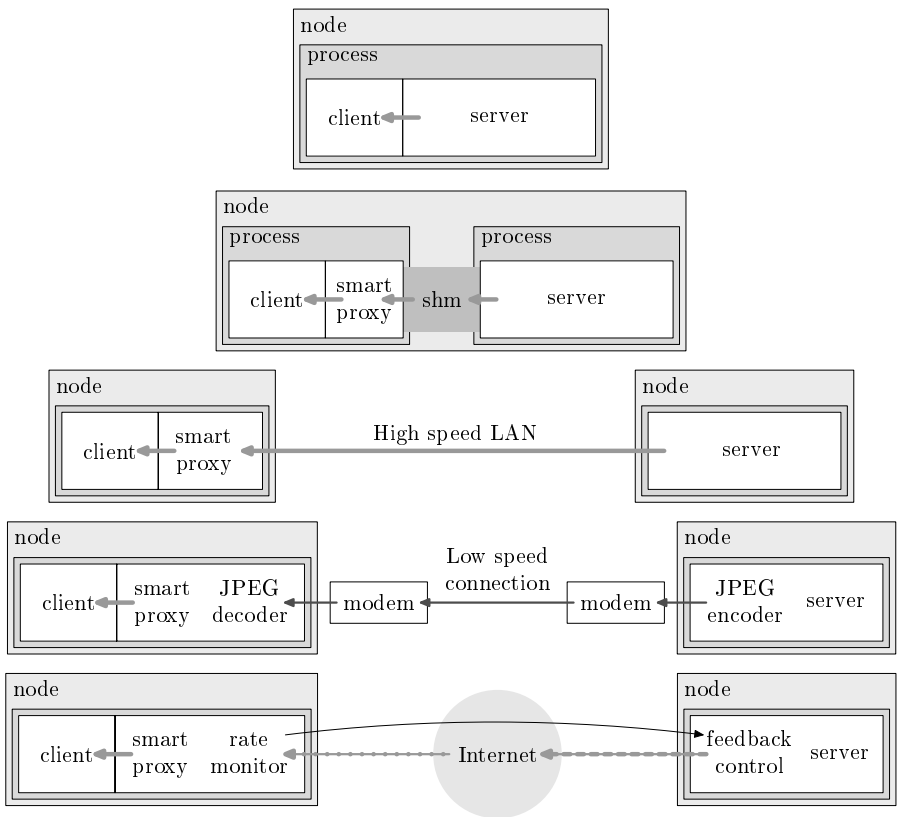 node
process
client
server
node
process
process
client
smart
proxy
shm
server
node
node
client
smart
proxy
High speed LAN
server
node
node
client
smart
proxy
JPEG
decoder
modem
Low speed
connection
modem
JPEG
encoder
server
node
node
client
smart
proxy
rate
monitor
Internet
feedback
control
server